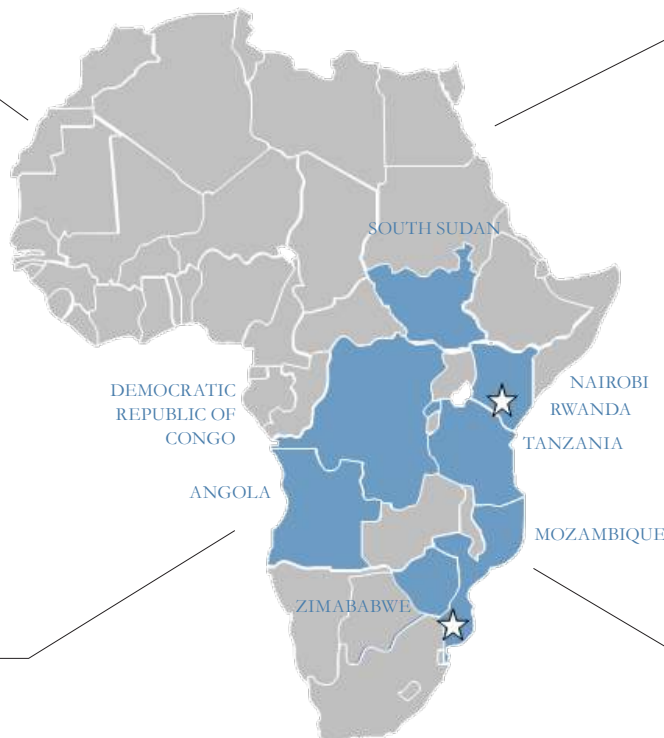 SOUTH SUDAN
DEMOCRATIC
REPUBLIC OF
CONGO
NAIROBI
RWANDA
TANZANIA
ANGOLA
MOZAMBIQUE
ZIMABABWE